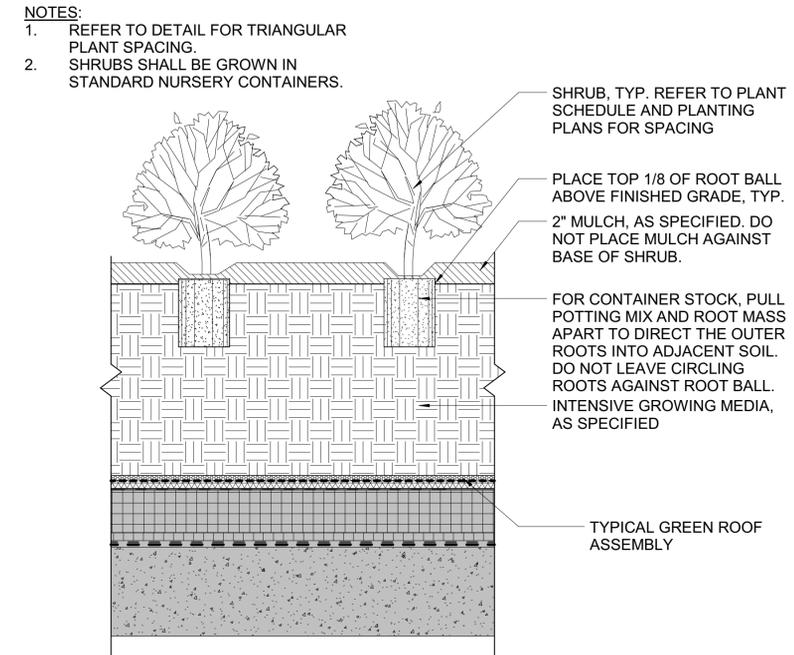 NOTES:
1. REFER TO DETAIL FOR TRIANGULAR
PLANT SPACING.
2. SHRUBS SHALL BE GROWN IN
STANDARD NURSERY CONTAINERS.
SHRUB, TYP. REFER TO PLANT
SCHEDULE AND PLANTING
PLANS FOR SPACING
PLACE TOP 1/8 OF ROOT BALL
ABOVE FINISHED GRADE, TYP.
2" MULCH, AS SPECIFIED. DO
NOT PLACE MULCH AGAINST
BASE OF SHRUB.
FOR CONTAINER STOCK, PULL
POTTING MIX AND ROOT MASS
APART TO DIRECT THE OUTER
ROOTS INTO ADJACENT SOIL.
DO NOT LEAVE CIRCLING
ROOTS AGAINST ROOT BALL.
INTENSIVE GROWING MEDIA,
AS SPECIFIED
TYPICAL GREEN ROOF
ASSEMBLY